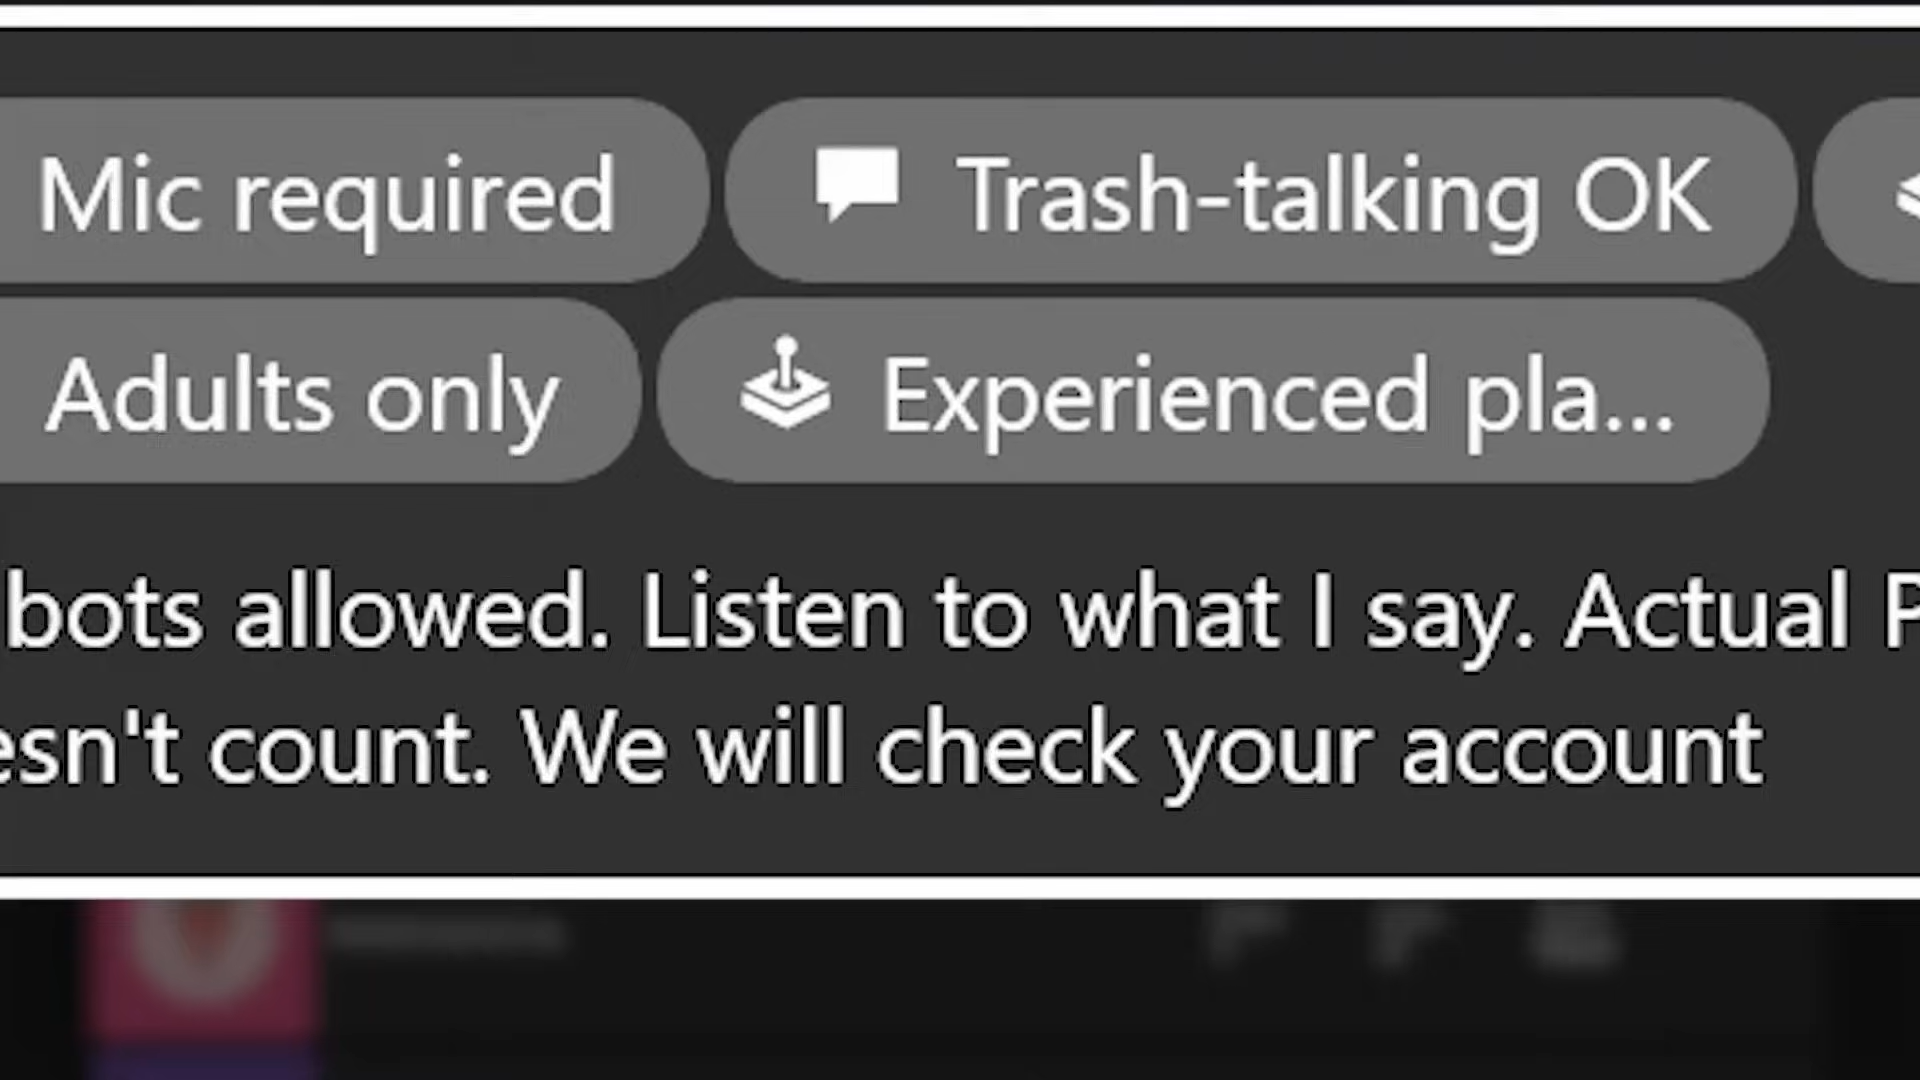 Mic required Trash-talking OK
Adults only Experienced pla...
bots allowed. Listen to what I say. Actual P
esn't count. We will check your account